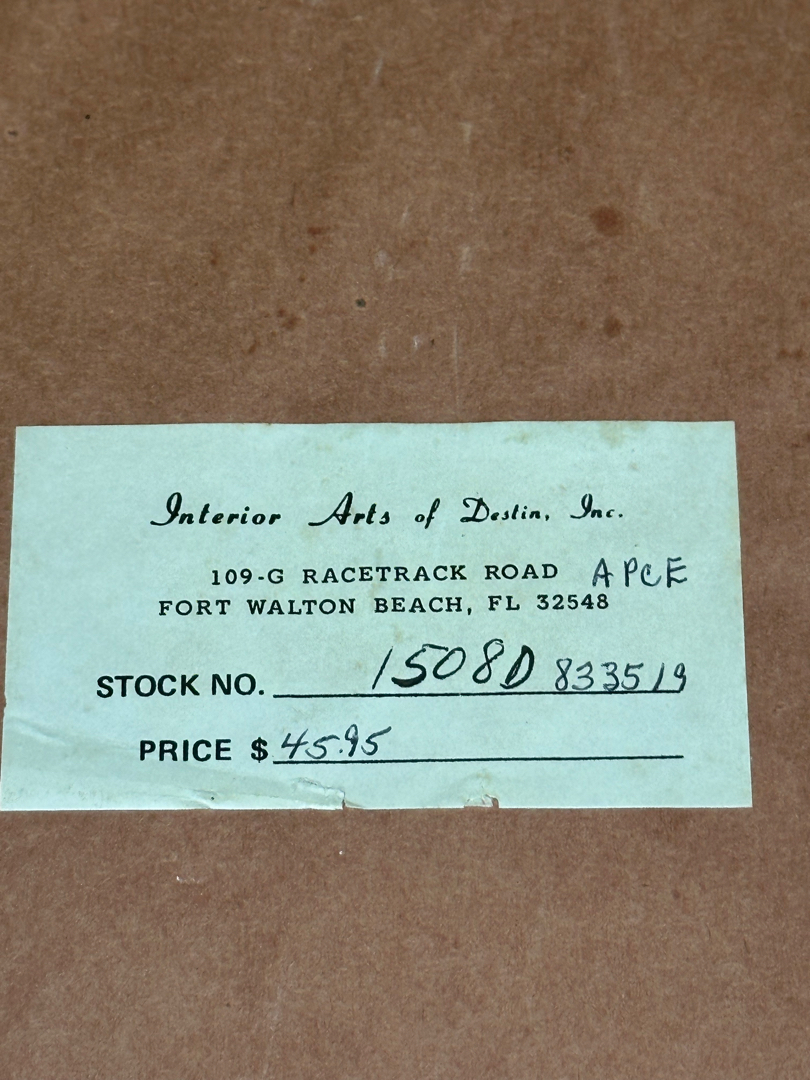 Interior Arts of Destin, Inc.
109-G RACETRACK ROAD APCE
FORT WALTON BEACH, FL 32548
STOCK NO. 1508D 833519
PRICE $ 45.95